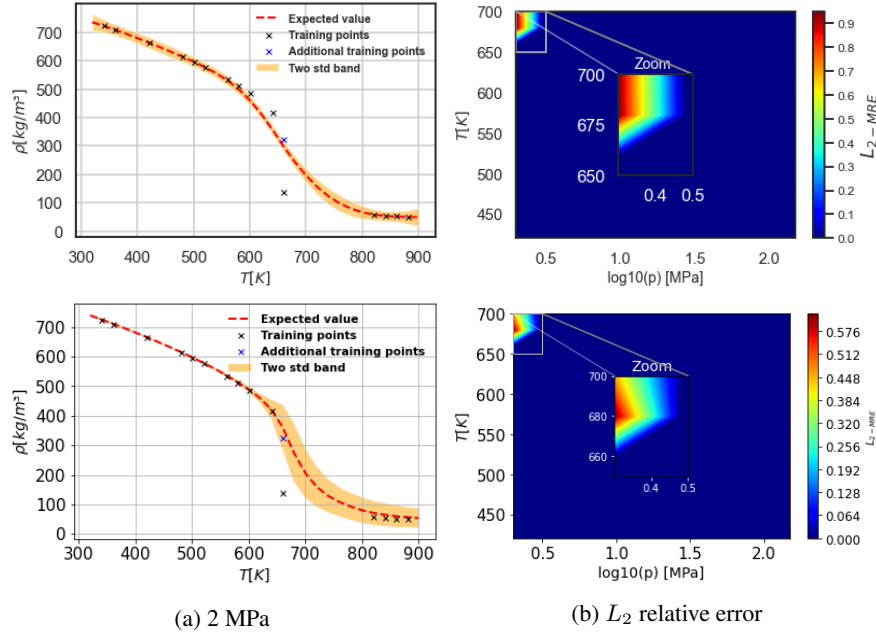 Expected value
Training points
Additional training points
Two std band
700
600
500
400
300
200
100
0
ρ[kg/m³]
300 400 500 600 700 800 900
T[K]
700
650
600
550
500
450
T[K]
Zoom
700
675
650
0.4 0.5
0.5 1.0 1.5 2.0
log10(p) [MPa]
0.9
0.8
0.7
0.6
0.5
0.4
0.3
0.2
0.1
0.0
L2−MRE
Expected value
Training points
Additional training points
Two std band
700
600
500
400
300
200
100
0
ρ[kg/m³]
300 400 500 600 700 800 900
T[K]
700
650
600
550
500
450
T[K]
Zoom
700
680
660
0.4 0.5
0.5 1.0 1.5 2.0
log10(p) [MPa]
0.576
0.512
0.448
0.384
0.320
0.256
0.192
0.128
0.064
0.000
L2−MRE
(a) 2 MPa
(b) L2 relative error